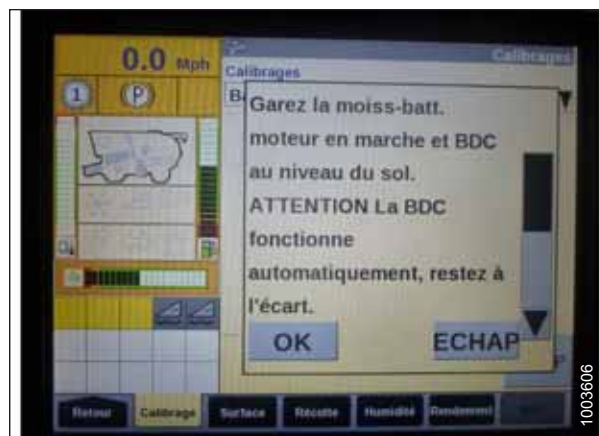 0.0 Mph
Calibrages
Calibrages
1
P
B
Garez la moiss-batt.
moteur en marche et BDC
au niveau du sol.
ATTENTION La BDC
fonctionne
automatiquement, restez à
l'écart.
OK
ECHAP
P
Retour
Calibrage
Surface
Récolte
Humidité
Rendement
1003606